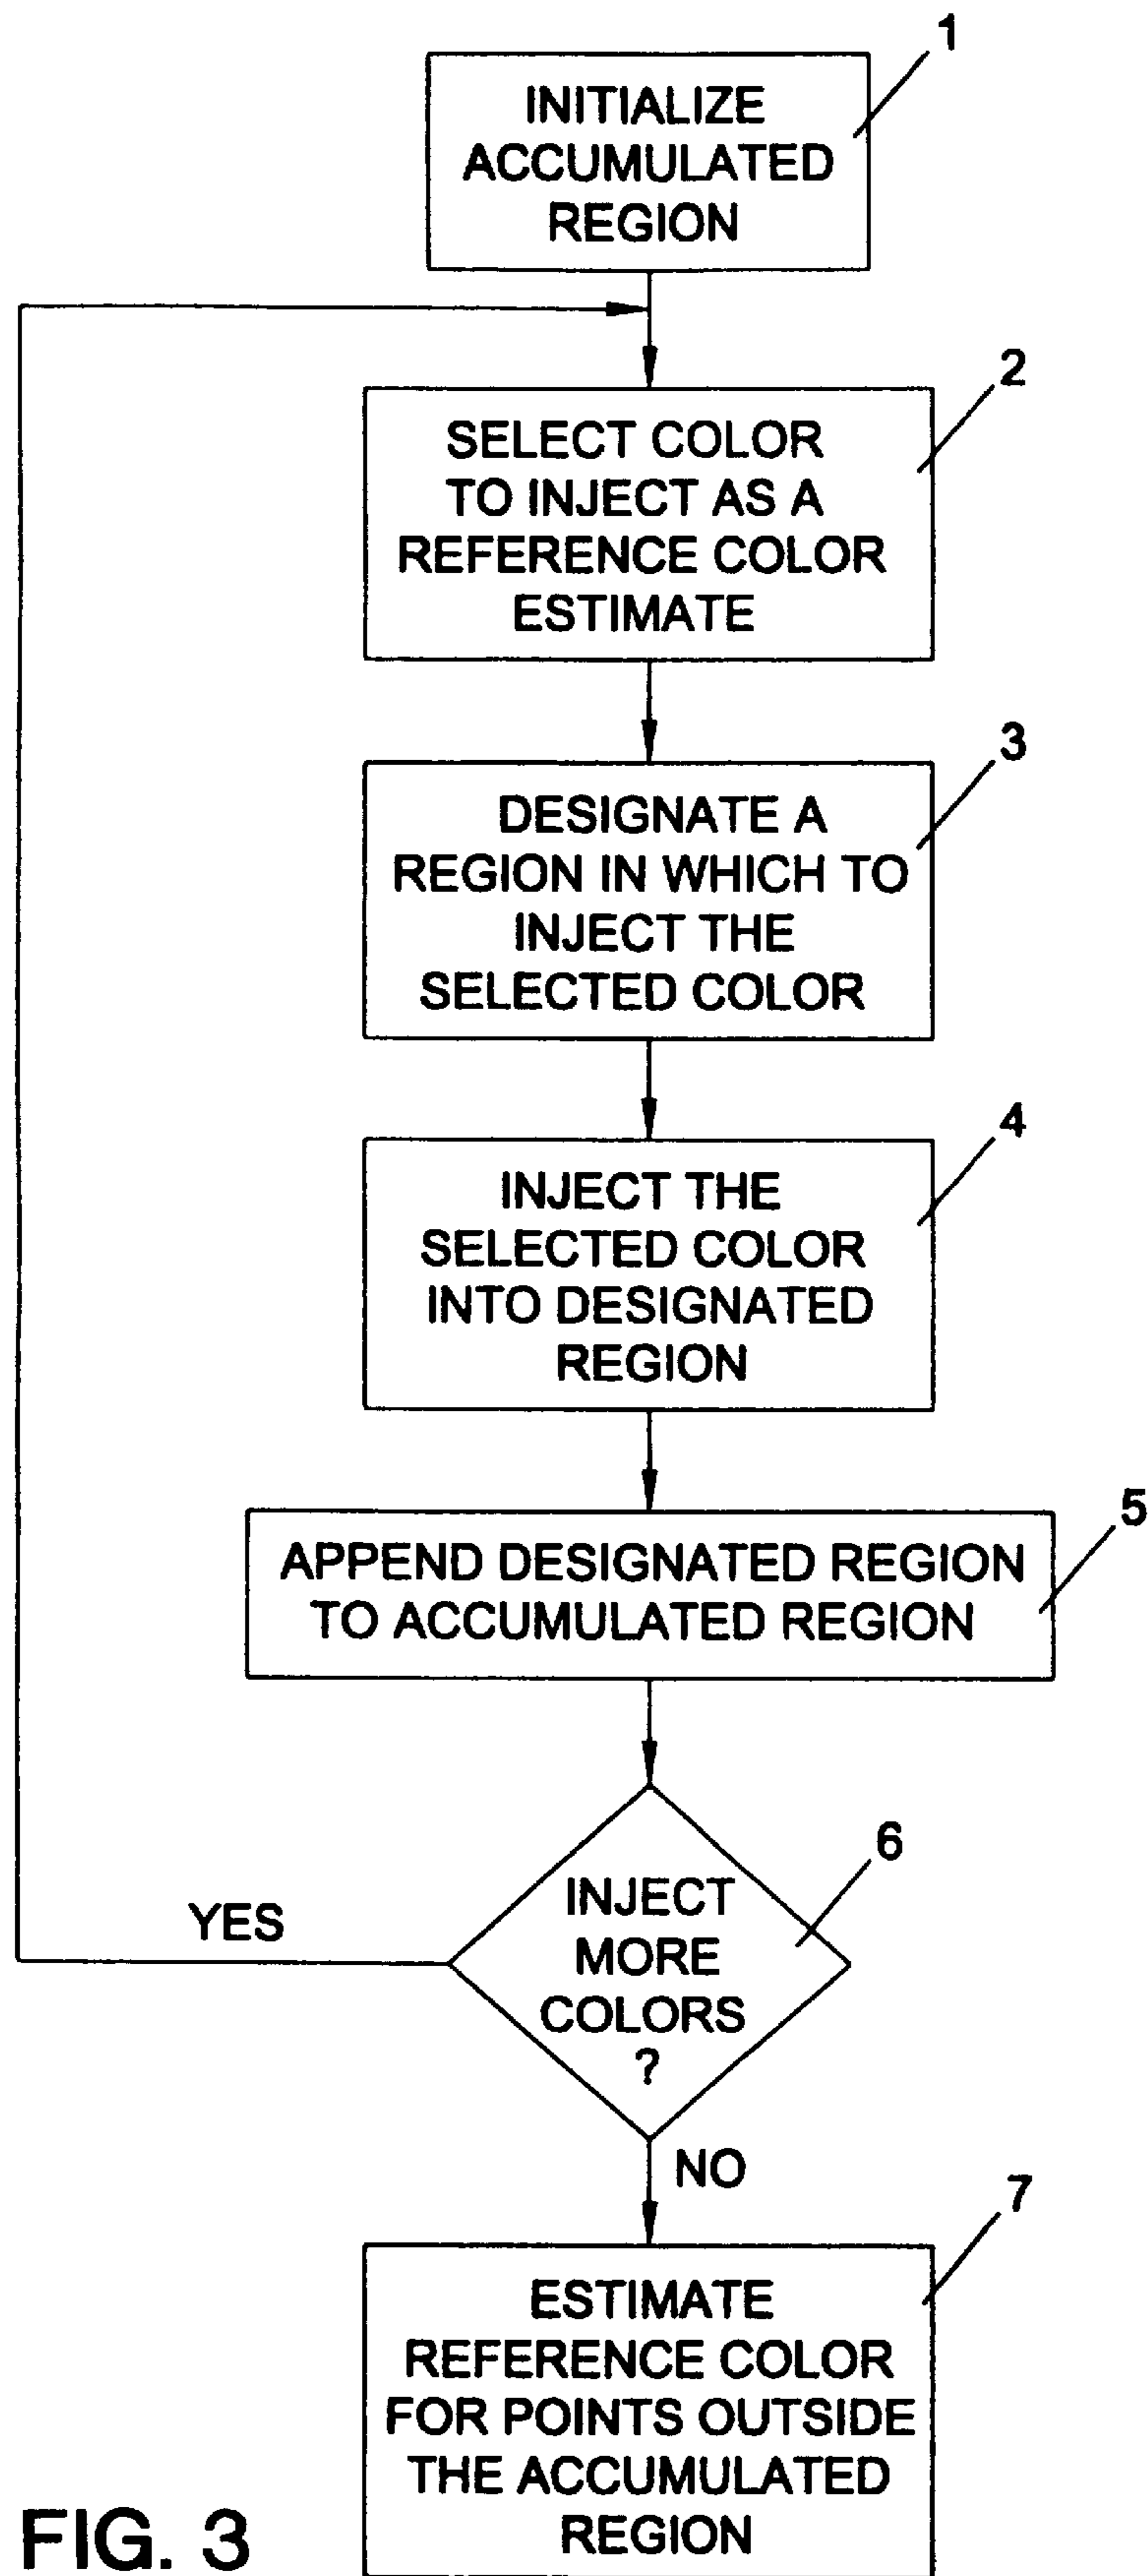 1
INITIALIZE
ACCUMULATED
REGION
2
SELECT COLOR
TO INJECT AS A
REFERENCE COLOR
ESTIMATE
3
DESIGNATE A
REGION IN WHICH TO
INJECT THE
SELECTED COLOR
4
INJECT THE
SELECTED COLOR
INTO DESIGNATED
REGION
5
APPEND DESIGNATED REGION
TO ACCUMULATED REGION
6
INJECT
MORE
COLORS
?
YES
NO
7
ESTIMATE
REFERENCE COLOR
FOR POINTS OUTSIDE
THE ACCUMULATED
REGION
FIG. 3